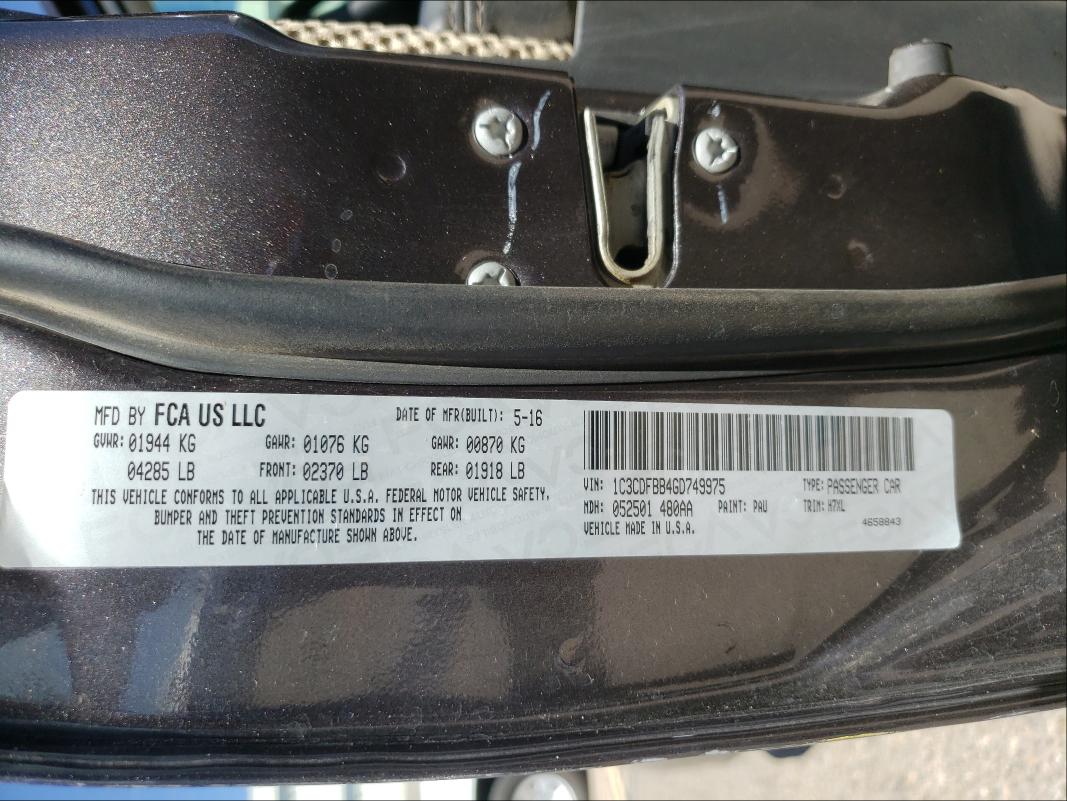 MFD BY FCA US LLC DATE OF MFR(BUILT): 5-16
GVWR: 01944 KG GAWR: 01076 KG GAWR: 00870 KG
04285 LB FRONT: 02370 LB REAR: 01918 LB
THIS VEHICLE CONFORMS TO ALL APPLICABLE U.S.A. FEDERAL MOTOR VEHICLE SAFETY,
BUMPER AND THEFT PREVENTION STANDARDS IN EFFECT ON
THE DATE OF MANUFACTURE SHOWN ABOVE.
VIN: 1C3CDFBB4GD749975 TYPE: PASSENGER CAR
MDH: 052501 480AA PAINT: PAU TRIM: H7XL
4658843
VEHICLE MADE IN U.S.A.